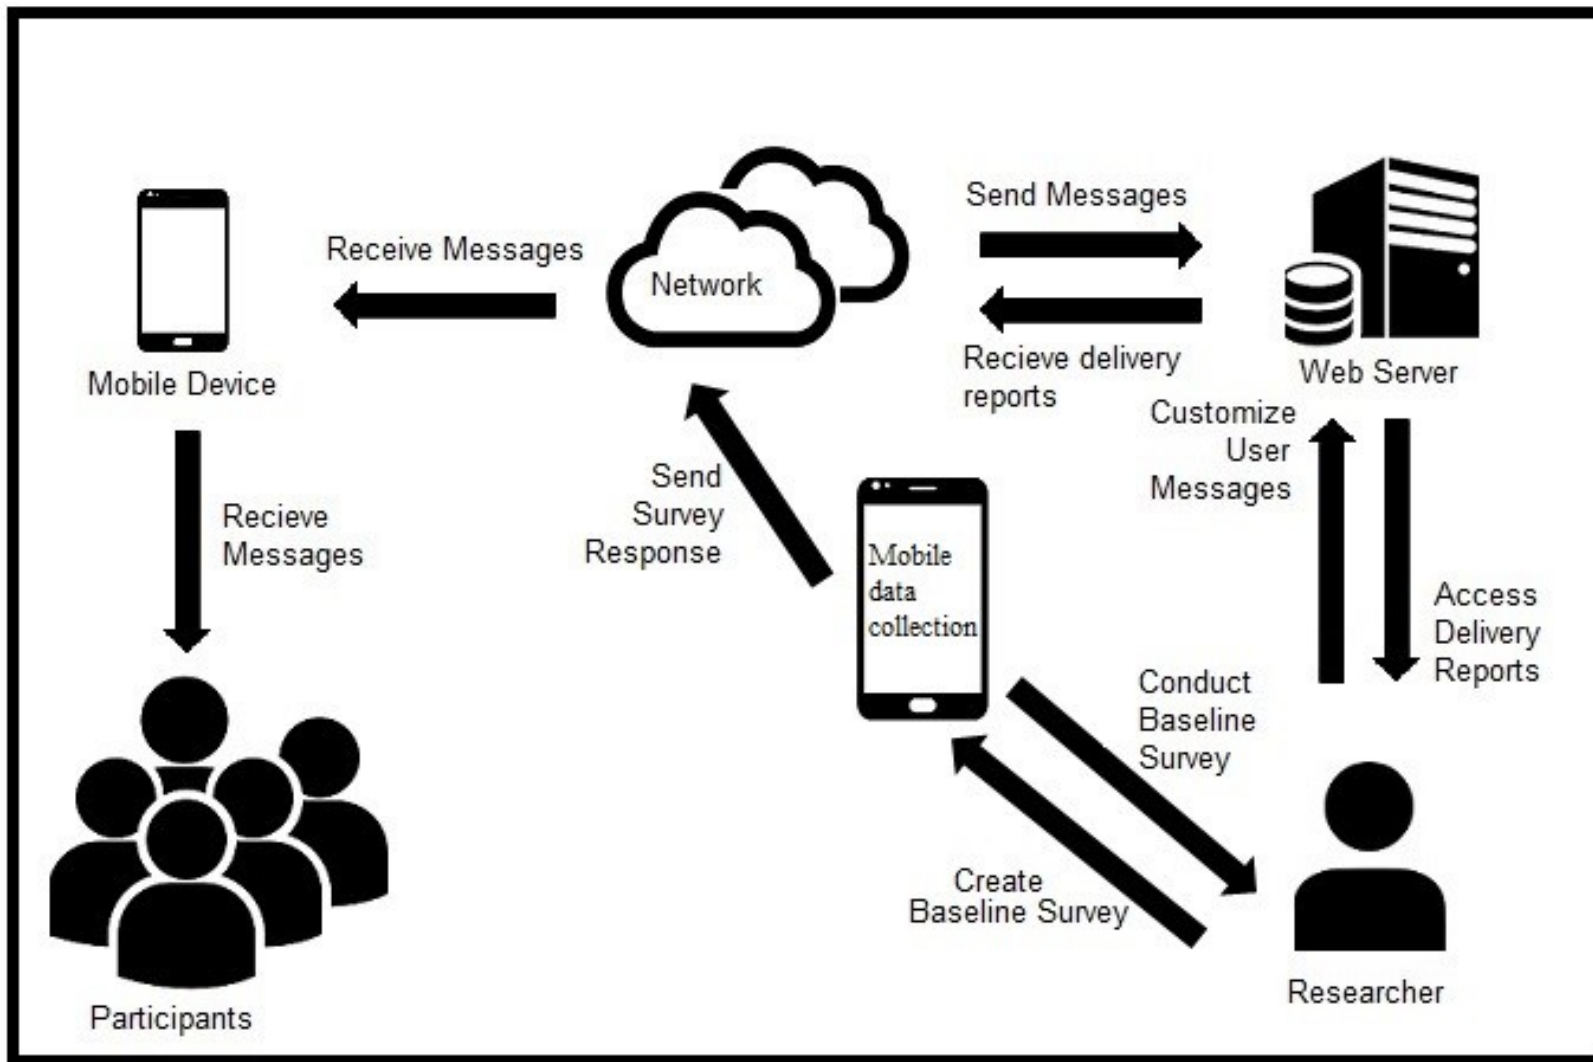 Send Messages
Receive Messages
Network
Recieve delivery
reports
Web Server
Mobile Device
Customize
User
Messages
Send
Survey
Response
Recieve
Messages
Mobile
data
collection
Access
Delivery
Reports
Conduct
Baseline
Survey
Create
Baseline Survey
Researcher
Participants